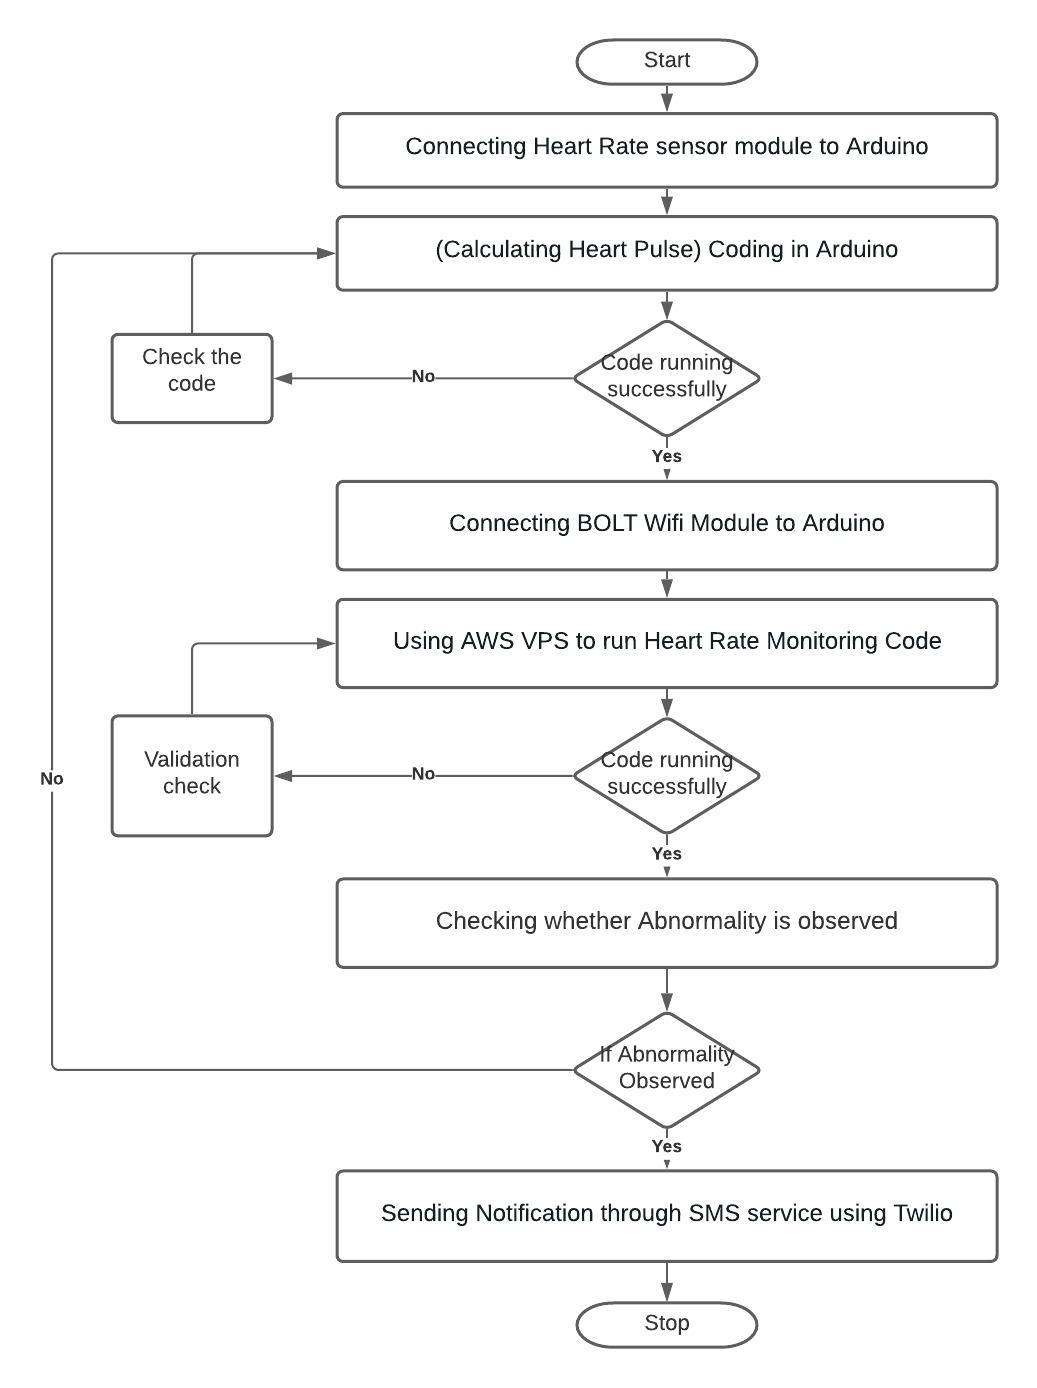 Start
Connecting Heart Rate sensor module to Arduino
(Calculating Heart Pulse) Coding in Arduino
Check the
code
No
Code running
successfully
Yes
Connecting BOLT Wifi Module to Arduino
Using AWS VPS to run Heart Rate Monitoring Code
Validation
check
No
Code running
successfully
No
Yes
Checking whether Abnormality is observed
If Abnormality
Observed
Yes
Sending Notification through SMS service using Twilio
Stop